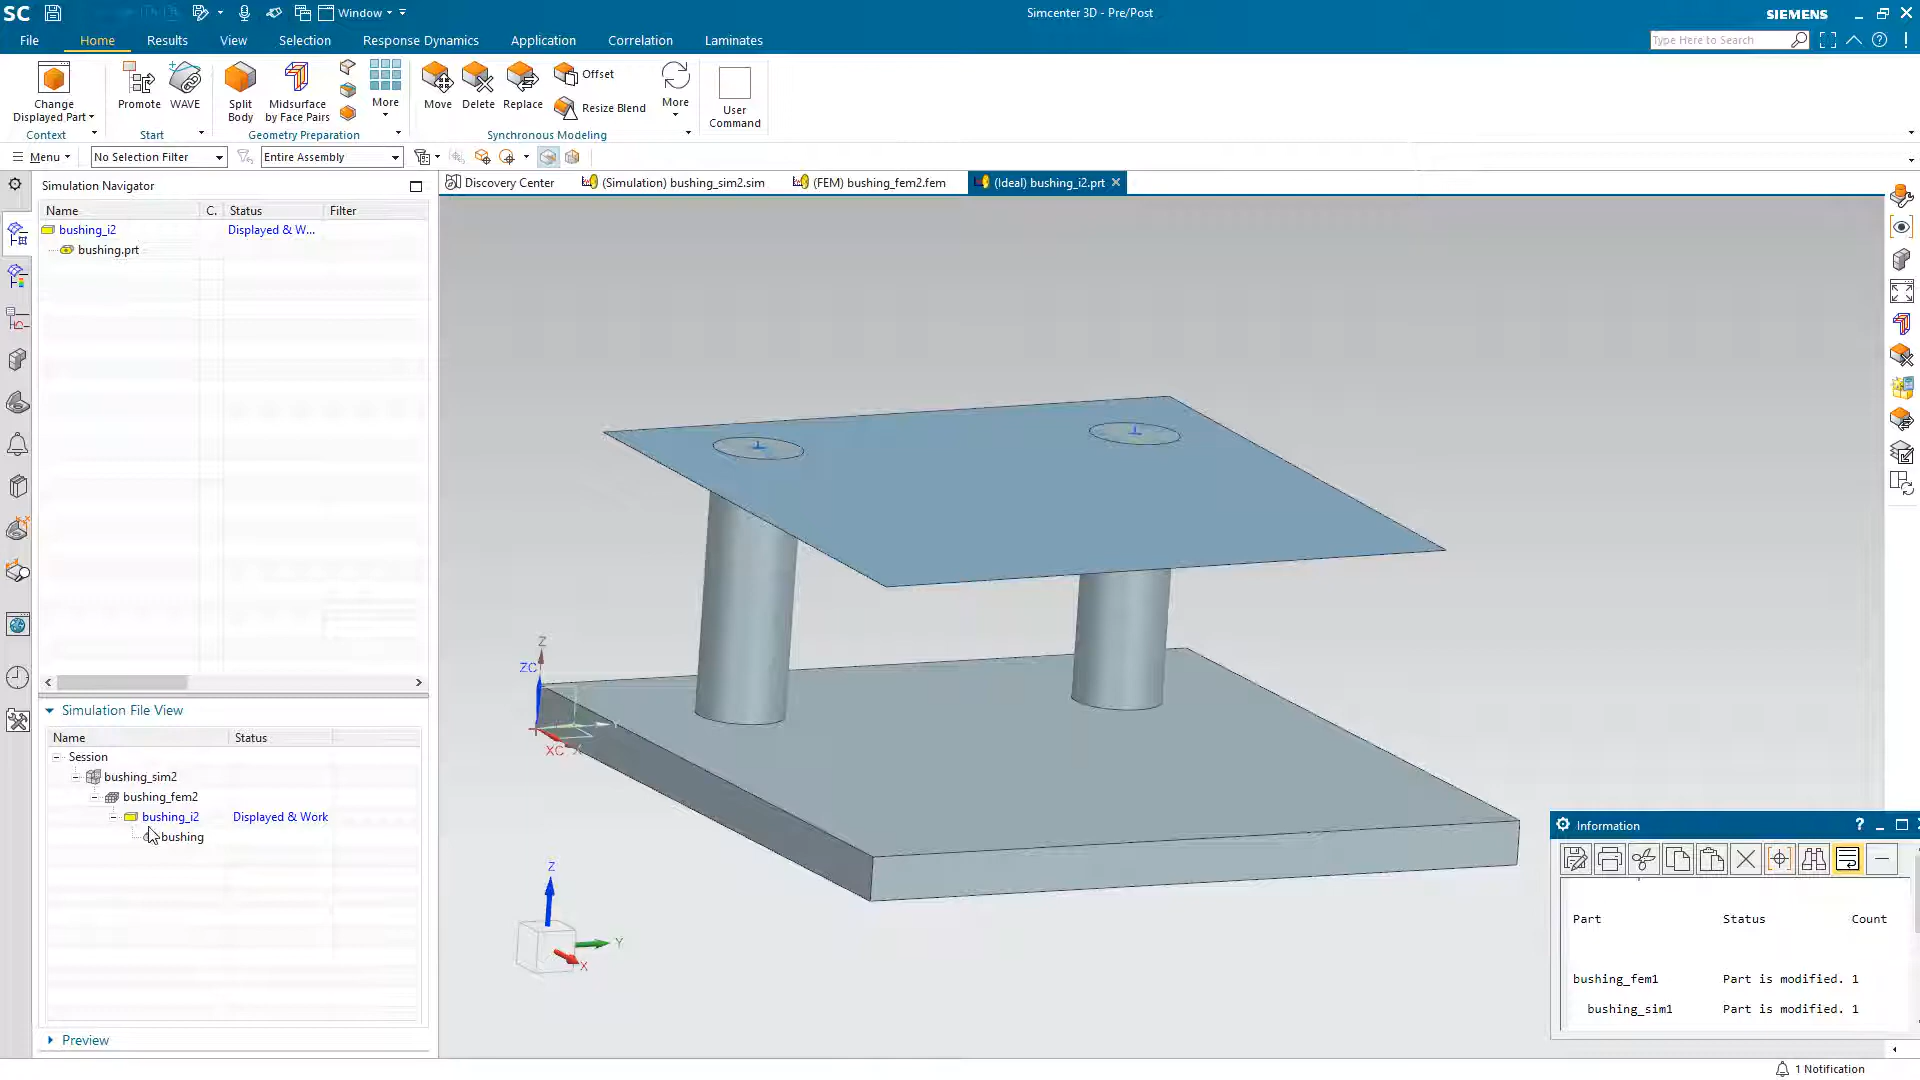 SC Window Simcenter 3D - Pre/Post SIEMENS
File Home Results View Selection Response Dynamics Application Correlation Laminates Type Here to Search
Change Displayed Part
Promote
WAVE
Split Body
Midsurface by Face Pairs
More
Move
Delete
Replace
Offset
Resize Blend
More
User Command
Context Start Geometry Preparation Synchronous Modeling
Menu No Selection Filter Entire Assembly
Simulation Navigator
Discovery Center (Simulation) bushing_sim2.sim (FEM) bushing_fem2.fem (Ideal) bushing_i2.prt
Name C. Status Filter
bushing_i2 Displayed & W...
bushing.prt
Z
ZC
XC
Z
Y
X
Simulation File View
Name Status
Session
bushing_sim2
bushing_fem2
bushing_i2 Displayed & Work
bushing
Preview
Information
Part Status Count
bushing_fem1 Part is modified. 1
bushing_sim1 Part is modified. 1
1 Notification